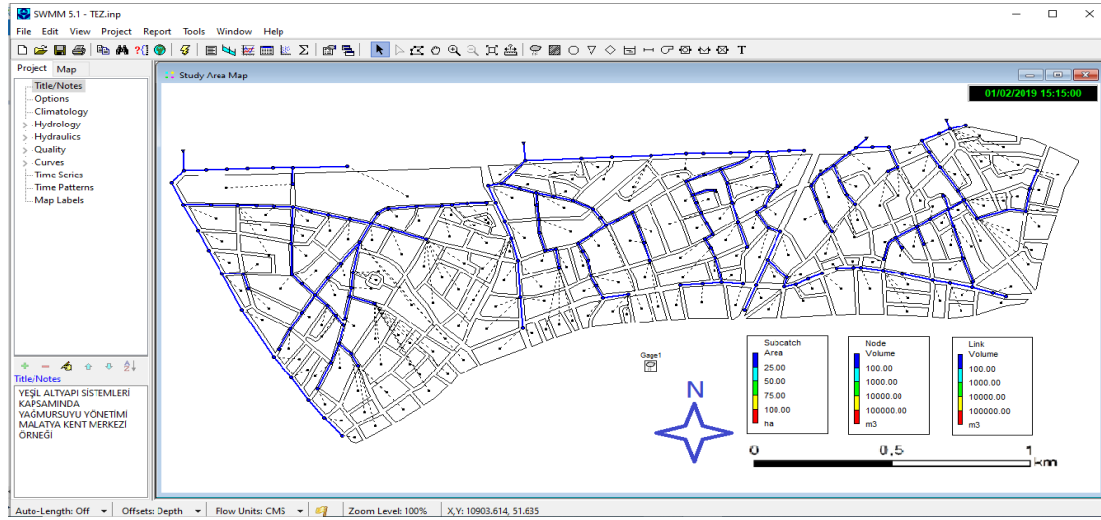 SWMM 5.1 - TEZ.inp
File Edit View Project Report Tools Window Help
Project Map
Study Area Map
01/02/2019 15:15:00
Title/Notes
Options
Climatology
Hydrology
Hydraulics
Quality
Curves
Time Series
Time Patterns
Map Labels
Title/Notes
YEŞİL ALTYAPI SİSTEMLERİ
KAPSAMINDA
YAĞMURSUYU YÖNETİMİ
MALATYA KENT MERKEZİ
ÖRNEĞİ
Gage1
N
Subcatch
Area
25.00
50.00
75.00
100.00
ha
Node
Volume
100.00
1000.00
10000.00
100000.00
m3
Link
Volume
100.00
1000.00
10000.00
100000.00
m3
0 0.5 1
km
Auto-Length: Off Offsets: Depth Flow Units: CMS Zoom Level: 100% X,Y: 10903.614, 51.635